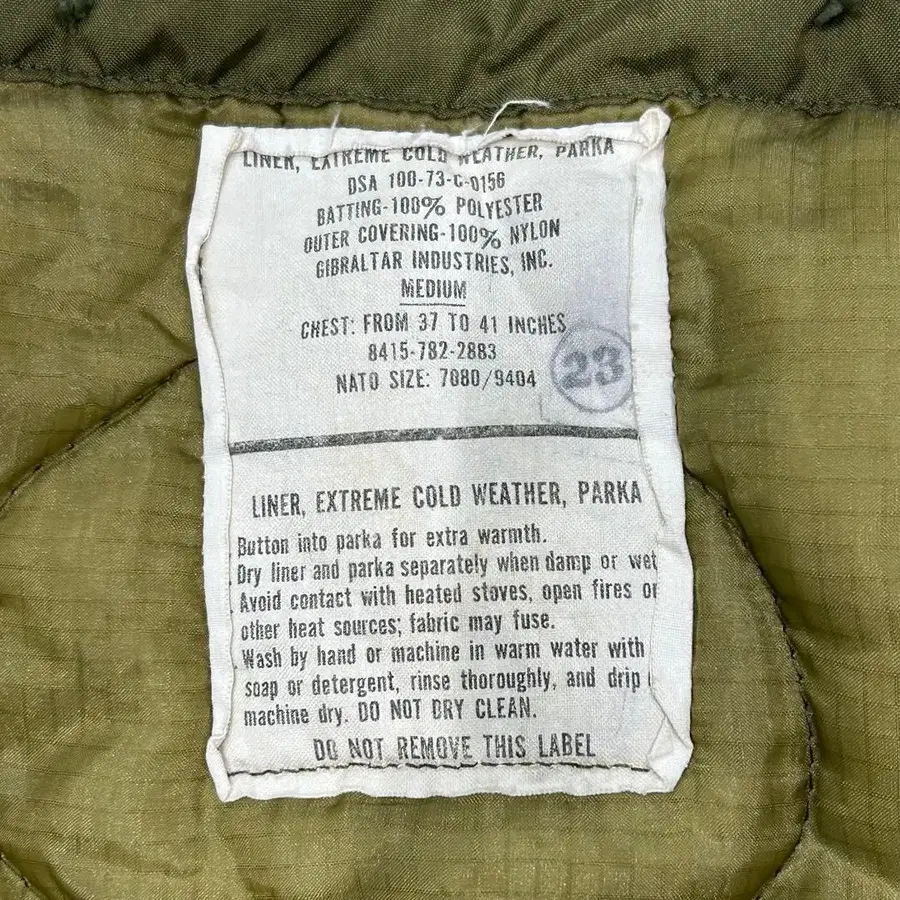 LINER, EXTREME COLD WEATHER, PARKA
DSA 100-73-C-0156
BATTING-100% POLYESTER
OUTER COVERING-100% NYLON
GIBRALTAR INDUSTRIES, INC.
MEDIUM
CHEST: FROM 37 TO 41 INCHES
8415-782-2883
NATO SIZE: 7080/9404
23
LINER, EXTREME COLD WEATHER, PARKA
Button into parka for extra warmth.
Dry liner and parka separately when damp or wet
Avoid contact with heated stoves, open fires or
other heat sources; fabric may fuse.
Wash by hand or machine in warm water with
soap or detergent, rinse thoroughly, and drip
machine dry. DO NOT DRY CLEAN.
DO NOT REMOVE THIS LABEL